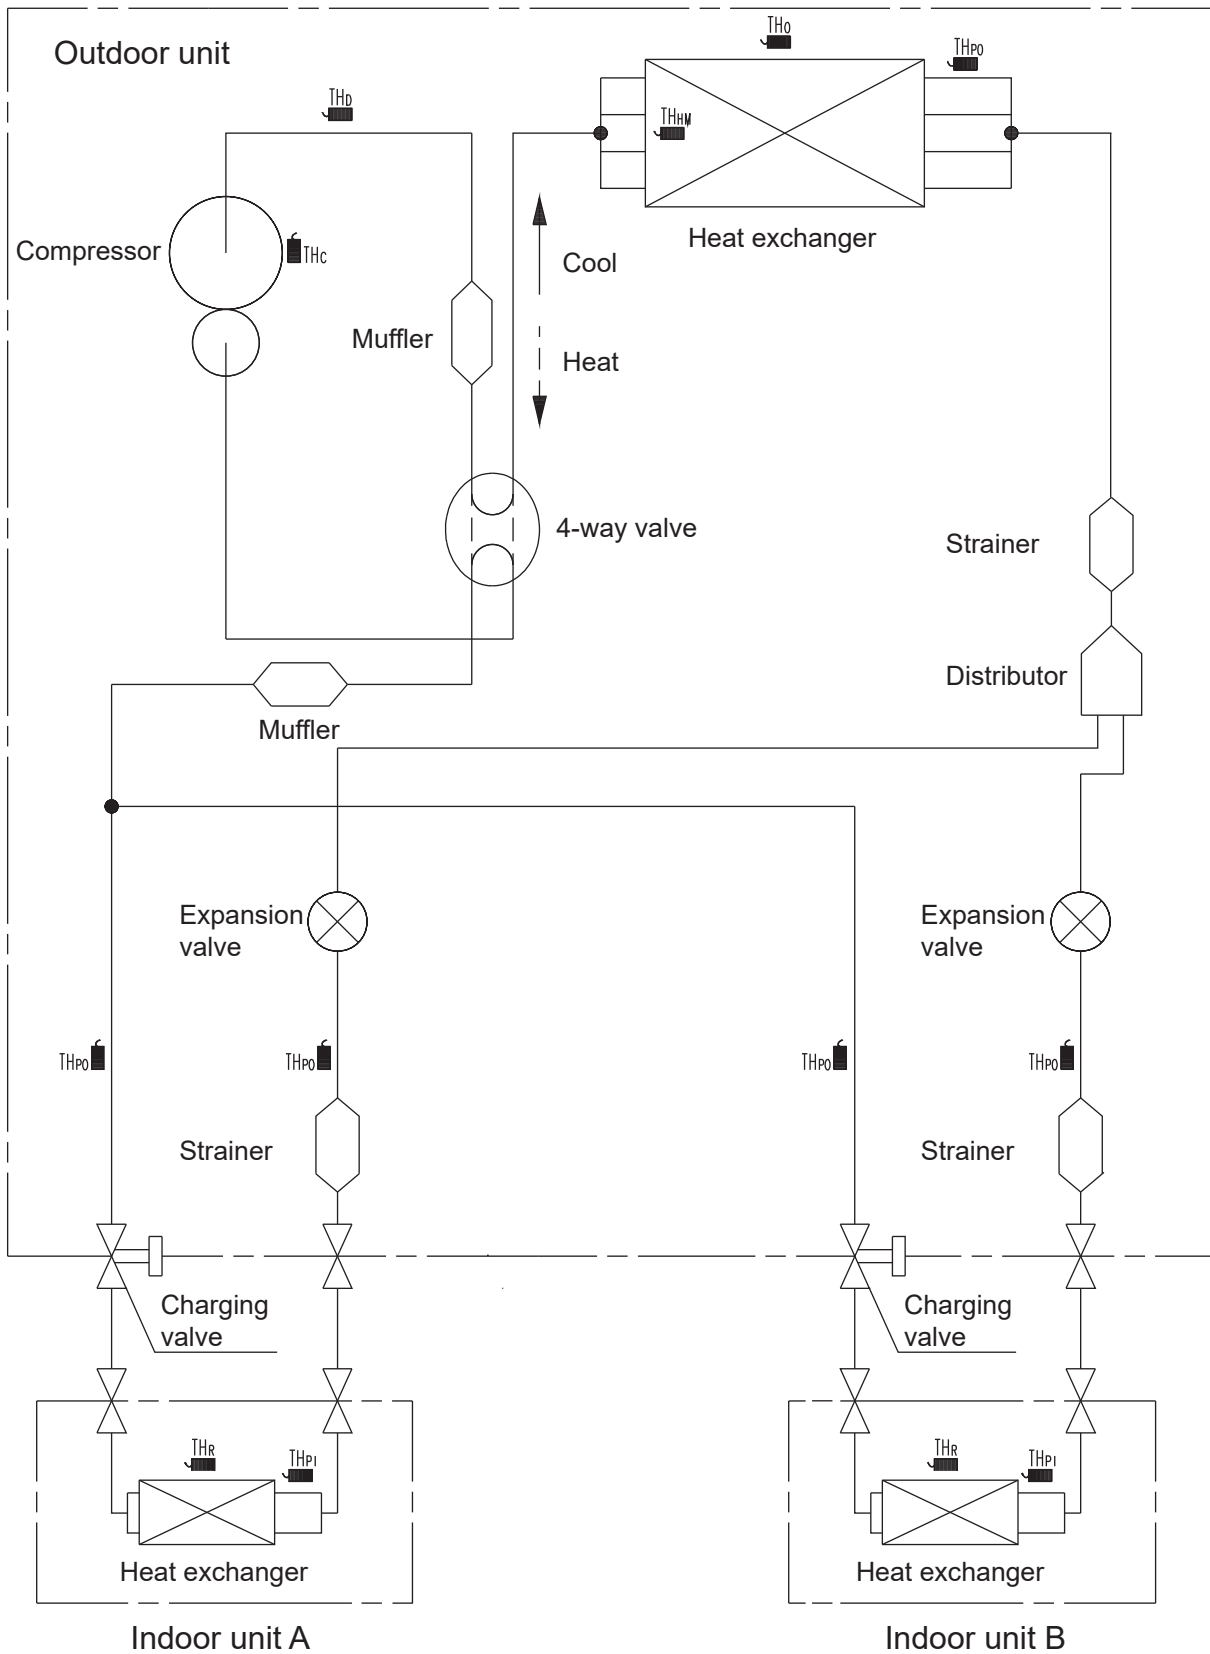 THO
THPO
Outdoor unit
THD
THHM
Compressor
THC
Heat exchanger
Cool
Muffler
Heat
4-way valve
Strainer
Distributor
Muffler
Expansion
valve
Expansion
valve
THPO
THPO
THPO
THPO
Strainer
Strainer
Charging
valve
Charging
valve
THR
THPI
THR
THPI
Heat exchanger
Heat exchanger
Indoor unit A
Indoor unit B